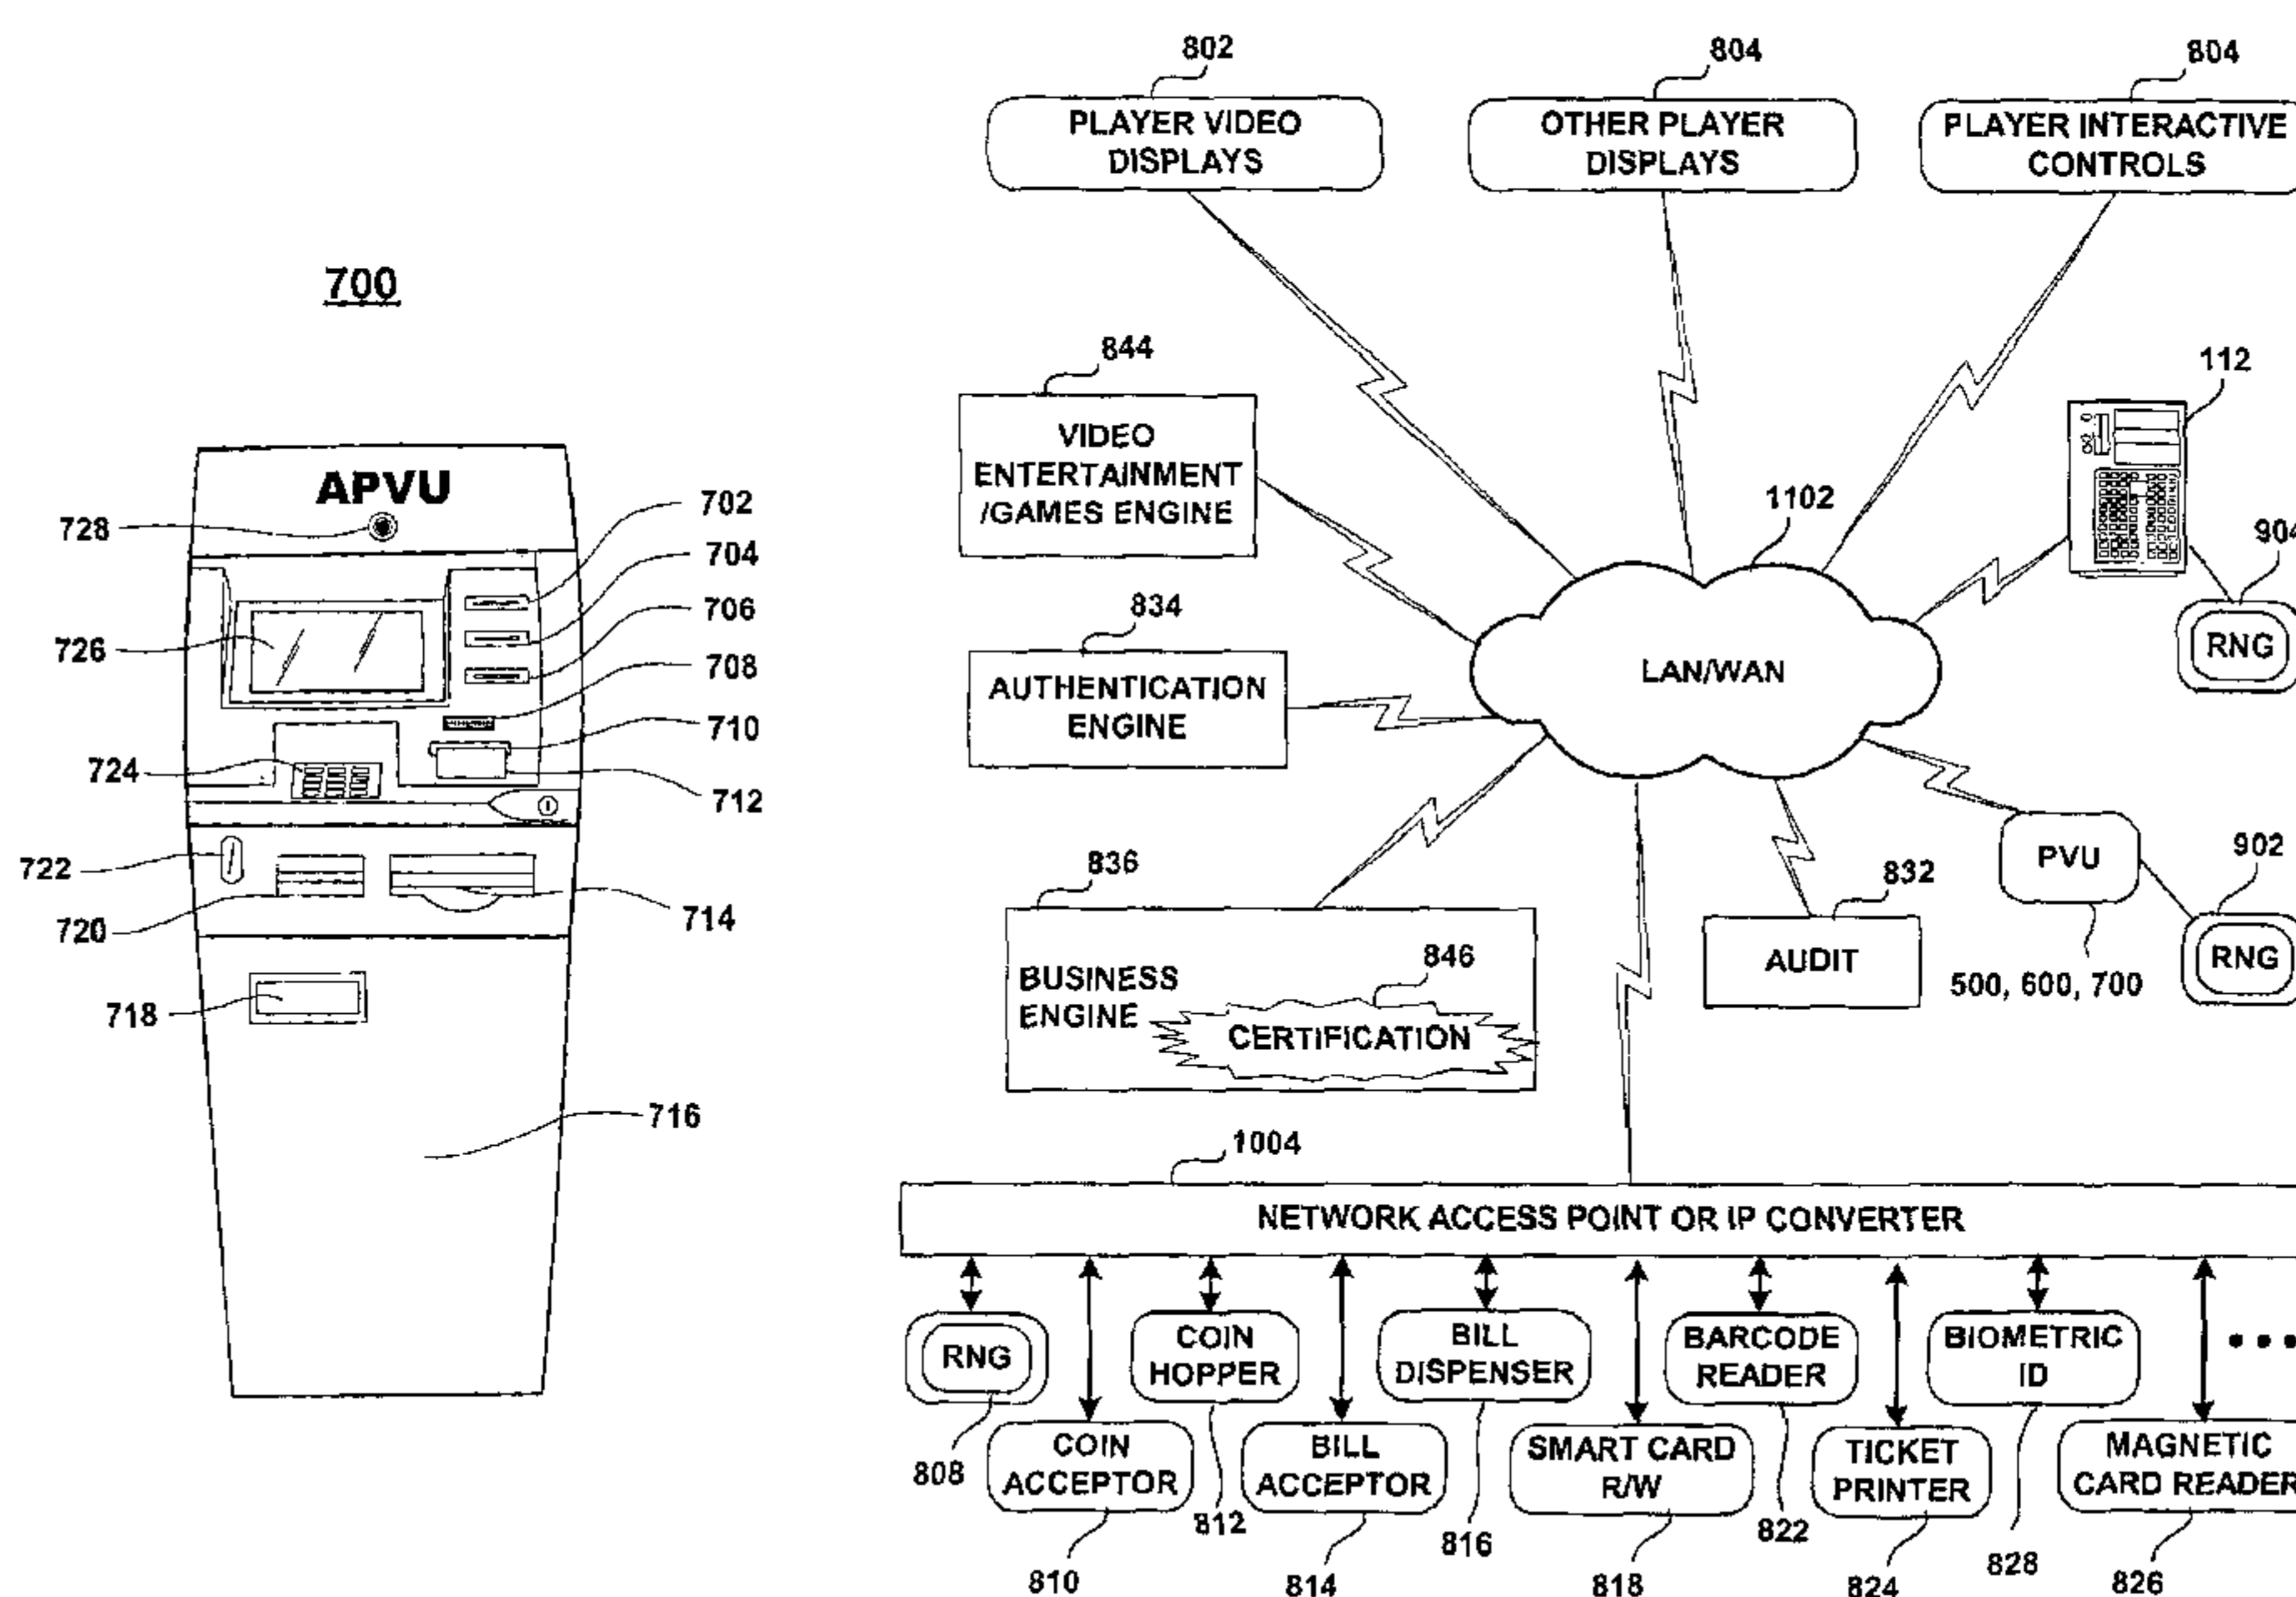 700
APVU
728
702
704
706
726
708
710
724
712
722
720
714
718
716
802
804
804
PLAYER VIDEO
DISPLAYS
OTHER PLAYER
DISPLAYS
PLAYER INTERACTIVE
CONTROLS
844
112
VIDEO
ENTERTAINMENT
/GAMES ENGINE
1102
904
834
RNG
AUTHENTICATION
ENGINE
LAN/WAN
836
PVU
902
832
BUSINESS
ENGINE
846
CERTIFICATION
AUDIT
500, 600, 700
RNG
1004
NETWORK ACCESS POINT OR IP CONVERTER
RNG
COIN
HOPPER
BILL
DISPENSER
BARCODE
READER
BIOMETRIC
ID
• • •
808
COIN
ACCEPTOR
BILL
ACCEPTOR
SMART CARD
R/W
TICKET
PRINTER
MAGNETIC
CARD READER
812
816
822
828
810
814
818
824
826